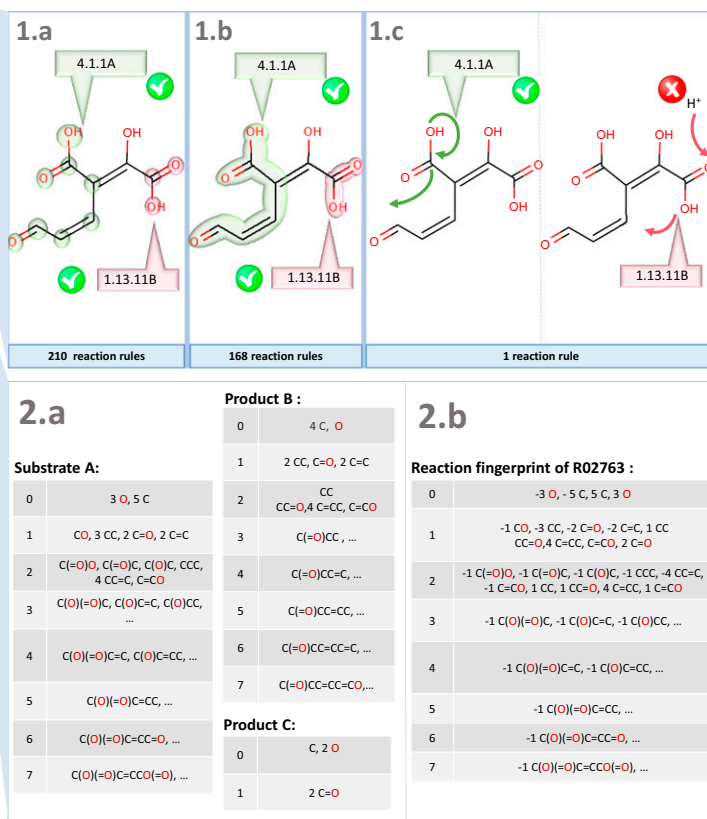 1.a
1.b
1.c
4.1.1A
4.1.1A
4.1.1A
OH
OH
O
OH
O
O
1.13.11B
OH
OH
O
OH
O
O
1.13.11B
OH
OH
O
OH
O
O
H+
OH
OH
O
OH
O
O
1.13.11B
210 reaction rules
168 reaction rules
1 reaction rule
2.a
Substrate A:
0 3 O, 5 C
1 CO, 3 CC, 2 C=O, 2 C=C
2 C(=O)O, C(=O)C, C(O)C, CCC,
4 CC=C, C=CO
3 C(O)(=O)C, C(O)C=C, C(O)CC,
...
4 C(O)(=O)C=C, C(O)C=CC, ...
5 C(O)(=O)C=CC, ...
6 C(O)(=O)C=CC=O, ...
7 C(O)(=O)C=CCO(=O), ...
Product B :
0 4 C, O
1 2 CC, C=O, 2 C=C
2 CC
CC=O,4 C=CC, C=CO
3 C(=O)CC , ...
4 C(=O)CC=C, ...
5 C(=O)CC=CC, ...
6 C(=O)CC=CC=C, ...
7 C(=O)CC=CC=CO,...
Product C:
0 C, 2 O
1 2 C=O
2.b
Reaction fingerprint of R02763 :
0 -3 O, - 5 C, 5 C, 3 O
1 -1 CO, -3 CC, -2 C=O, -2 C=C, 1 CC
CC=O,4 C=CC, C=CO, 2 C=O
2 -1 C(=O)O, -1 C(=O)C, -1 C(O)C, -1 CCC, -4 CC=C,
-1 C=CO, 1 CC, 1 CC=O, 4 C=CC, 1 C=CO
3 -1 C(O)(=O)C, -1 C(O)C=C, -1 C(O)CC, ...
4 -1 C(O)(=O)C=C, -1 C(O)C=CC, ...
5 -1 C(O)(=O)C=CC, ...
6 -1 C(O)(=O)C=CC=O, ...
7 -1 C(O)(=O)C=CCO(=O), ...